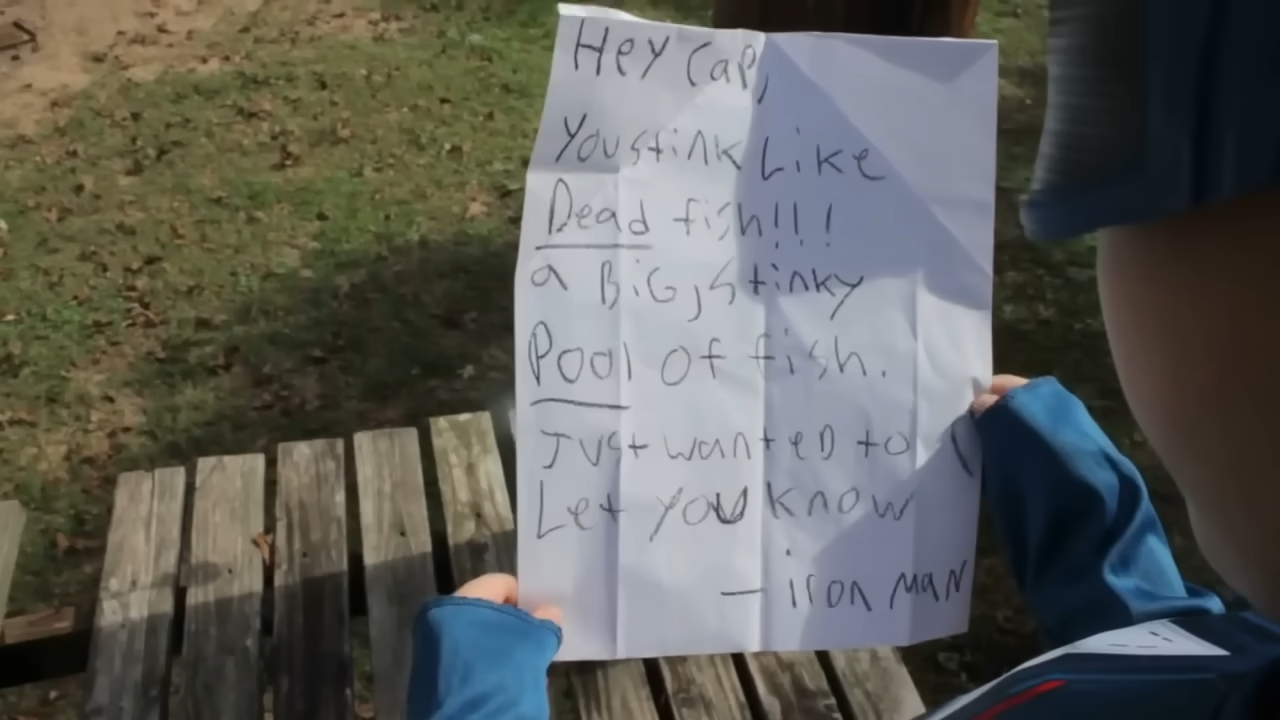 Hey Cap,
You stink Like
Dead fish!!!
a BiG, Stinky
Pool of fish.
Just wantED to
Let you know
— iron MAN